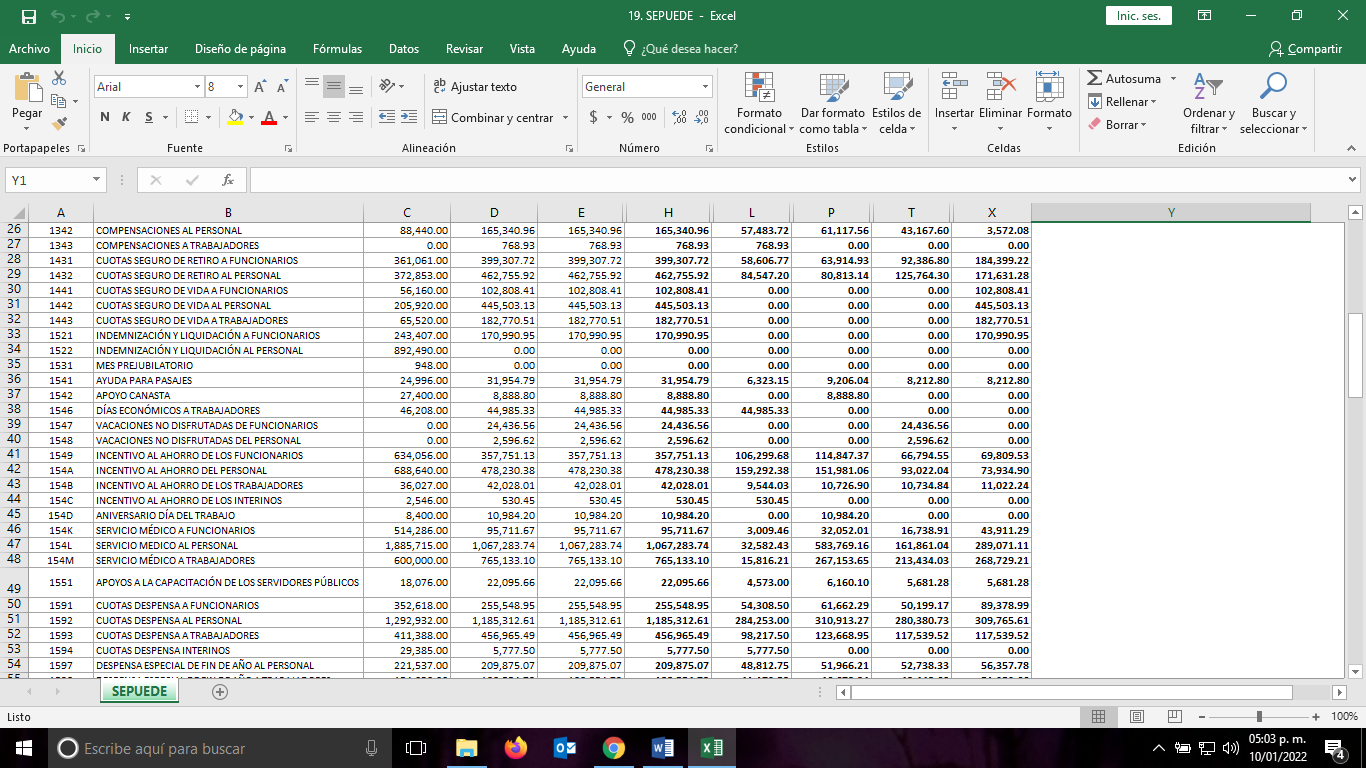 19. SEPUEDE - Excel
Inic. ses.
Archivo Inicio Insertar Diseño de página Fórmulas Datos Revisar Vista Ayuda ¿Qué desea hacer? Compartir
Pegar
Arial 8
N K S
Ajustar texto
Combinar y centrar
General
$ % 000
Formato condicional
Dar formato como tabla
Estilos de celda
Insertar Eliminar Formato
Autosuma
Rellenar
Borrar
Ordenar y filtrar
Buscar y seleccionar
Portapapeles Fuente Alineación Número Estilos Celdas Edición
Y1 fx
A B C D E H L P T X Y
26 1342 COMPENSACIONES AL PERSONAL 88,440.00 165,340.96 165,340.96 165,340.96 57,483.72 61,117.56 43,167.60 3,572.08
27 1343 COMPENSACIONES A TRABAJADORES 0.00 768.93 768.93 768.93 768.93 0.00 0.00 0.00
28 1431 CUOTAS SEGURO DE RETIRO A FUNCIONARIOS 361,061.00 399,307.72 399,307.72 399,307.72 58,606.77 63,914.93 92,386.80 184,399.22
29 1432 CUOTAS SEGURO DE RETIRO AL PERSONAL 372,853.00 462,755.92 462,755.92 462,755.92 84,547.20 80,813.14 125,764.30 171,631.28
30 1441 CUOTAS SEGURO DE VIDA A FUNCIONARIOS 56,160.00 102,808.41 102,808.41 102,808.41 0.00 0.00 0.00 102,808.41
31 1442 CUOTAS SEGURO DE VIDA AL PERSONAL 205,920.00 445,503.13 445,503.13 445,503.13 0.00 0.00 0.00 445,503.13
32 1443 CUOTAS SEGURO DE VIDA A TRABAJADORES 65,520.00 182,770.51 182,770.51 182,770.51 0.00 0.00 0.00 182,770.51
33 1521 INDEMNIZACIÓN Y LIQUIDACIÓN A FUNCIONARIOS 243,407.00 170,990.95 170,990.95 170,990.95 0.00 0.00 0.00 170,990.95
34 1522 INDEMNIZACIÓN Y LIQUIDACIÓN AL PERSONAL 892,490.00 0.00 0.00 0.00 0.00 0.00 0.00 0.00
35 1531 MES PREJUBILATORIO 948.00 0.00 0.00 0.00 0.00 0.00 0.00 0.00
36 1541 AYUDA PARA PASAJES 24,996.00 31,954.79 31,954.79 31,954.79 6,323.15 9,206.04 8,212.80 8,212.80
37 1542 APOYO CANASTA 27,400.00 8,888.80 8,888.80 8,888.80 0.00 8,888.80 0.00 0.00
38 1546 DÍAS ECONÓMICOS A TRABAJADORES 46,208.00 44,985.33 44,985.33 44,985.33 44,985.33 0.00 0.00 0.00
39 1547 VACACIONES NO DISFRUTADAS DE FUNCIONARIOS 0.00 24,436.56 24,436.56 24,436.56 0.00 0.00 24,436.56 0.00
40 1548 VACACIONES NO DISFRUTADAS DEL PERSONAL 0.00 2,596.62 2,596.62 2,596.62 0.00 0.00 2,596.62 0.00
41 1549 INCENTIVO AL AHORRO DE LOS FUNCIONARIOS 634,056.00 357,751.13 357,751.13 357,751.13 106,299.68 114,847.37 66,794.55 69,809.53
42 154A INCENTIVO AL AHORRO DEL PERSONAL 688,640.00 478,230.38 478,230.38 478,230.38 159,292.38 151,981.06 93,022.04 73,934.90
43 154B INCENTIVO AL AHORRO DE LOS TRABAJADORES 36,027.00 42,028.01 42,028.01 42,028.01 9,544.03 10,726.90 10,734.84 11,022.24
44 154C INCENTIVO AL AHORRO DE LOS INTERINOS 2,546.00 530.45 530.45 530.45 530.45 0.00 0.00 0.00
45 154D ANIVERSARIO DÍA DEL TRABAJO 8,400.00 10,984.20 10,984.20 10,984.20 0.00 10,984.20 0.00 0.00
46 154K SERVICIO MÉDICO A FUNCIONARIOS 514,286.00 95,711.67 95,711.67 95,711.67 3,009.46 32,052.01 16,738.91 43,911.29
47 154L SERVICIO MEDICO AL PERSONAL 1,885,715.00 1,067,283.74 1,067,283.74 1,067,283.74 32,582.43 583,769.16 161,861.04 289,071.11
48 154M SERVICIO MÉDICO A TRABAJADORES 600,000.00 765,133.10 765,133.10 765,133.10 15,816.21 267,153.65 213,434.03 268,729.21
49 1551 APOYOS A LA CAPACITACIÓN DE LOS SERVIDORES PÚBLICOS 18,076.00 22,095.66 22,095.66 22,095.66 4,573.00 6,160.10 5,681.28 5,681.28
50 1591 CUOTAS DESPENSA A FUNCIONARIOS 352,618.00 255,548.95 255,548.95 255,548.95 54,308.50 61,662.29 50,199.17 89,378.99
51 1592 CUOTAS DESPENSA AL PERSONAL 1,292,932.00 1,185,312.61 1,185,312.61 1,185,312.61 284,253.00 310,913.27 280,380.73 309,765.61
52 1593 CUOTAS DESPENSA A TRABAJADORES 411,388.00 456,965.49 456,965.49 456,965.49 98,217.50 123,668.95 117,539.52 117,539.52
53 1594 CUOTAS DESPENSA INTERINOS 29,385.00 5,777.50 5,777.50 5,777.50 5,777.50 0.00 0.00 0.00
54 1597 DESPENSA ESPECIAL DE FIN DE AÑO AL PERSONAL 221,537.00 209,875.07 209,875.07 209,875.07 48,812.75 51,966.21 52,738.33 56,357.78
SEPUEDE
Listo 100%
Escribe aquí para buscar
05:03 p. m.
10/01/2022
4